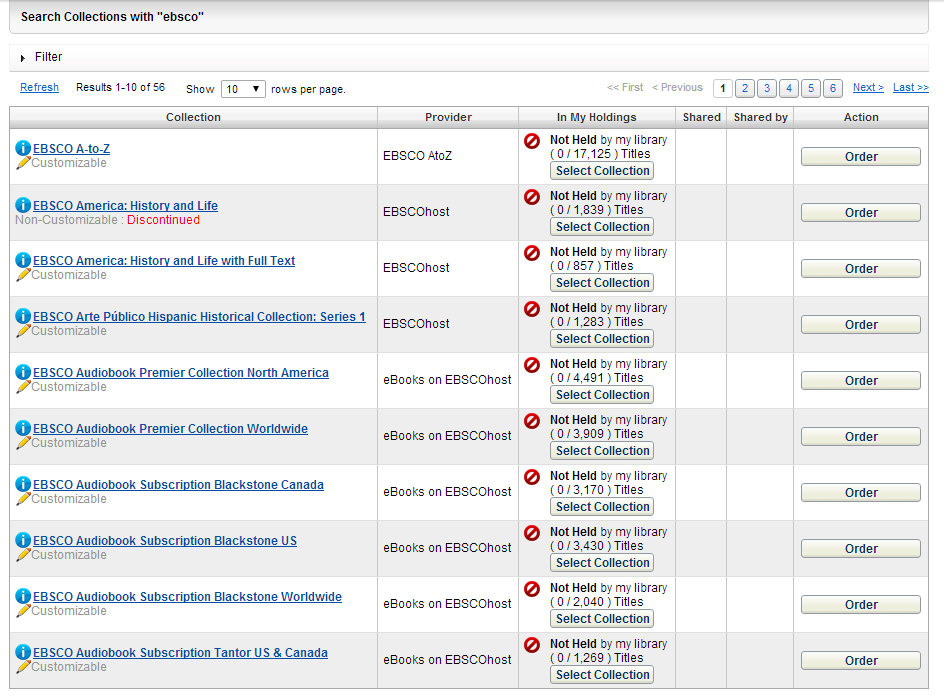 Search Collections with "ebsco"
Filter
Refresh Results 1-10 of 56 Show 10 rows per page. << First < Previous 1 2 3 4 5 6 Next > Last >>
Collection Provider In My Holdings Shared Shared by Action
EBSCO A-to-Z
Customizable
EBSCO AtoZ
Not Held by my library
( 0 / 17,125 ) Titles
Select Collection
Order
EBSCO America: History and Life
Non-Customizable : Discontinued
EBSCOhost
Not Held by my library
( 0 / 1,839 ) Titles
Select Collection
Order
EBSCO America: History and Life with Full Text
Customizable
EBSCOhost
Not Held by my library
( 0 / 857 ) Titles
Select Collection
Order
EBSCO Arte Público Hispanic Historical Collection: Series 1
Customizable
EBSCOhost
Not Held by my library
( 0 / 1,283 ) Titles
Select Collection
Order
EBSCO Audiobook Premier Collection North America
Customizable
eBooks on EBSCOhost
Not Held by my library
( 0 / 4,491 ) Titles
Select Collection
Order
EBSCO Audiobook Premier Collection Worldwide
Customizable
eBooks on EBSCOhost
Not Held by my library
( 0 / 3,909 ) Titles
Select Collection
Order
EBSCO Audiobook Subscription Blackstone Canada
Customizable
eBooks on EBSCOhost
Not Held by my library
( 0 / 3,170 ) Titles
Select Collection
Order
EBSCO Audiobook Subscription Blackstone US
Customizable
eBooks on EBSCOhost
Not Held by my library
( 0 / 3,430 ) Titles
Select Collection
Order
EBSCO Audiobook Subscription Blackstone Worldwide
Customizable
eBooks on EBSCOhost
Not Held by my library
( 0 / 2,040 ) Titles
Select Collection
Order
EBSCO Audiobook Subscription Tantor US & Canada
Customizable
eBooks on EBSCOhost
Not Held by my library
( 0 / 1,269 ) Titles
Select Collection
Order